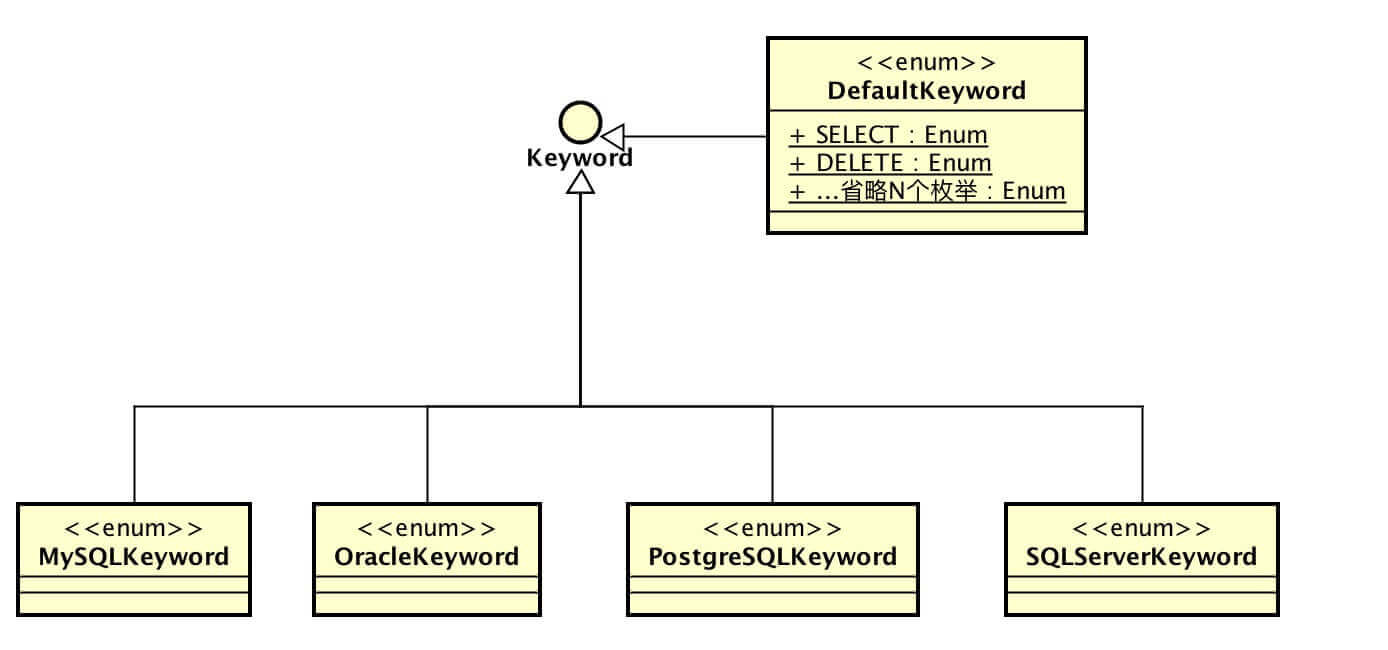 <<enum>>
DefaultKeyword
+ SELECT : Enum
+ DELETE : Enum
+ ...省略N个枚举 : Enum
Keyword
<<enum>>
MySQLKeyword
<<enum>>
OracleKeyword
<<enum>>
PostgreSQLKeyword
<<enum>>
SQLServerKeyword